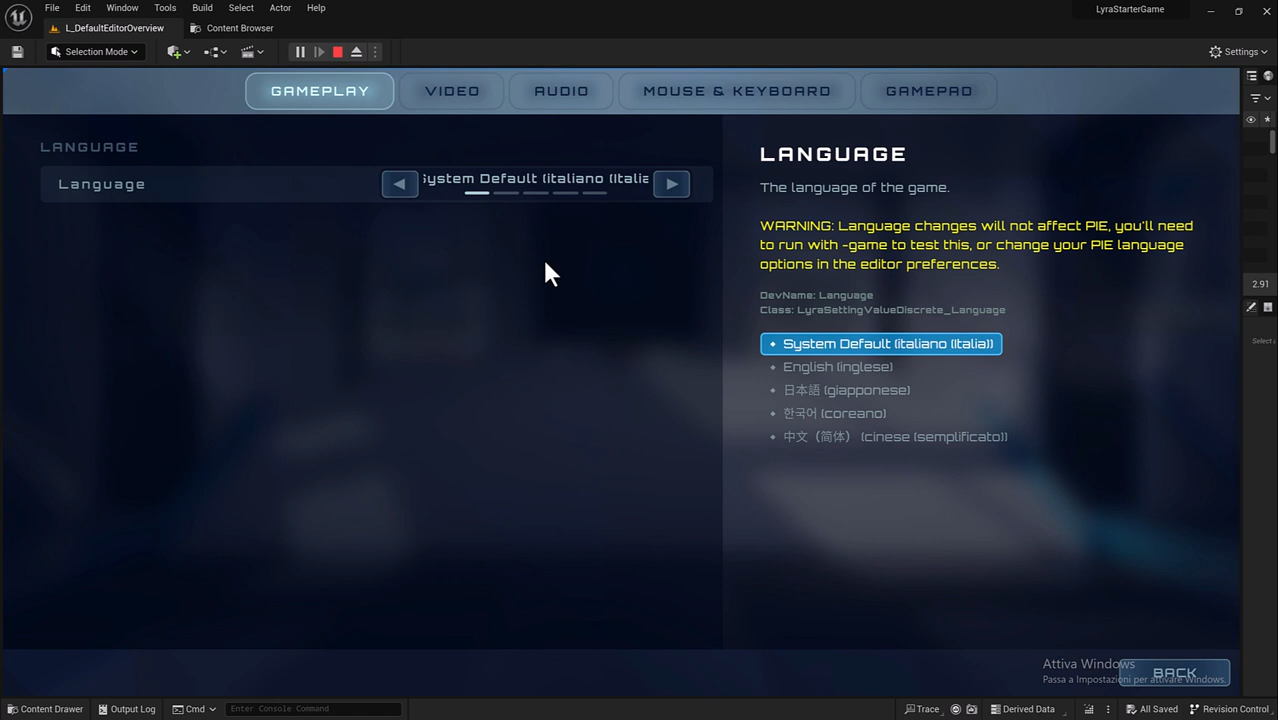 File Edit Window Tools Build Select Actor Help
LyraStarterGame
L_DefaultEditorOverview
Content Browser
Selection Mode
Settings
GAMEPLAY
VIDEO
AUDIO
MOUSE & KEYBOARD
GAMEPAD
LANGUAGE
Language
System Default (italiano (Italia
LANGUAGE
The language of the game.
WARNING: Language changes will not affect PIE, you'll need
to run with -game to test this, or change your PIE language
options in the editor preferences.
DevName: Language
Class: LyraSettingValueDiscrete_Language
System Default (italiano (Italia))
English (inglese)
日本語 (giapponese)
한국어 (coreano)
中文（简体） (cinese (semplificato))
2.91
Select
Attiva Windows
Passa a Impostazioni per attivare Windows.
BACK
Content Drawer
Output Log
Cmd
Enter Console Command
Trace
Derived Data
All Saved
Revision Control